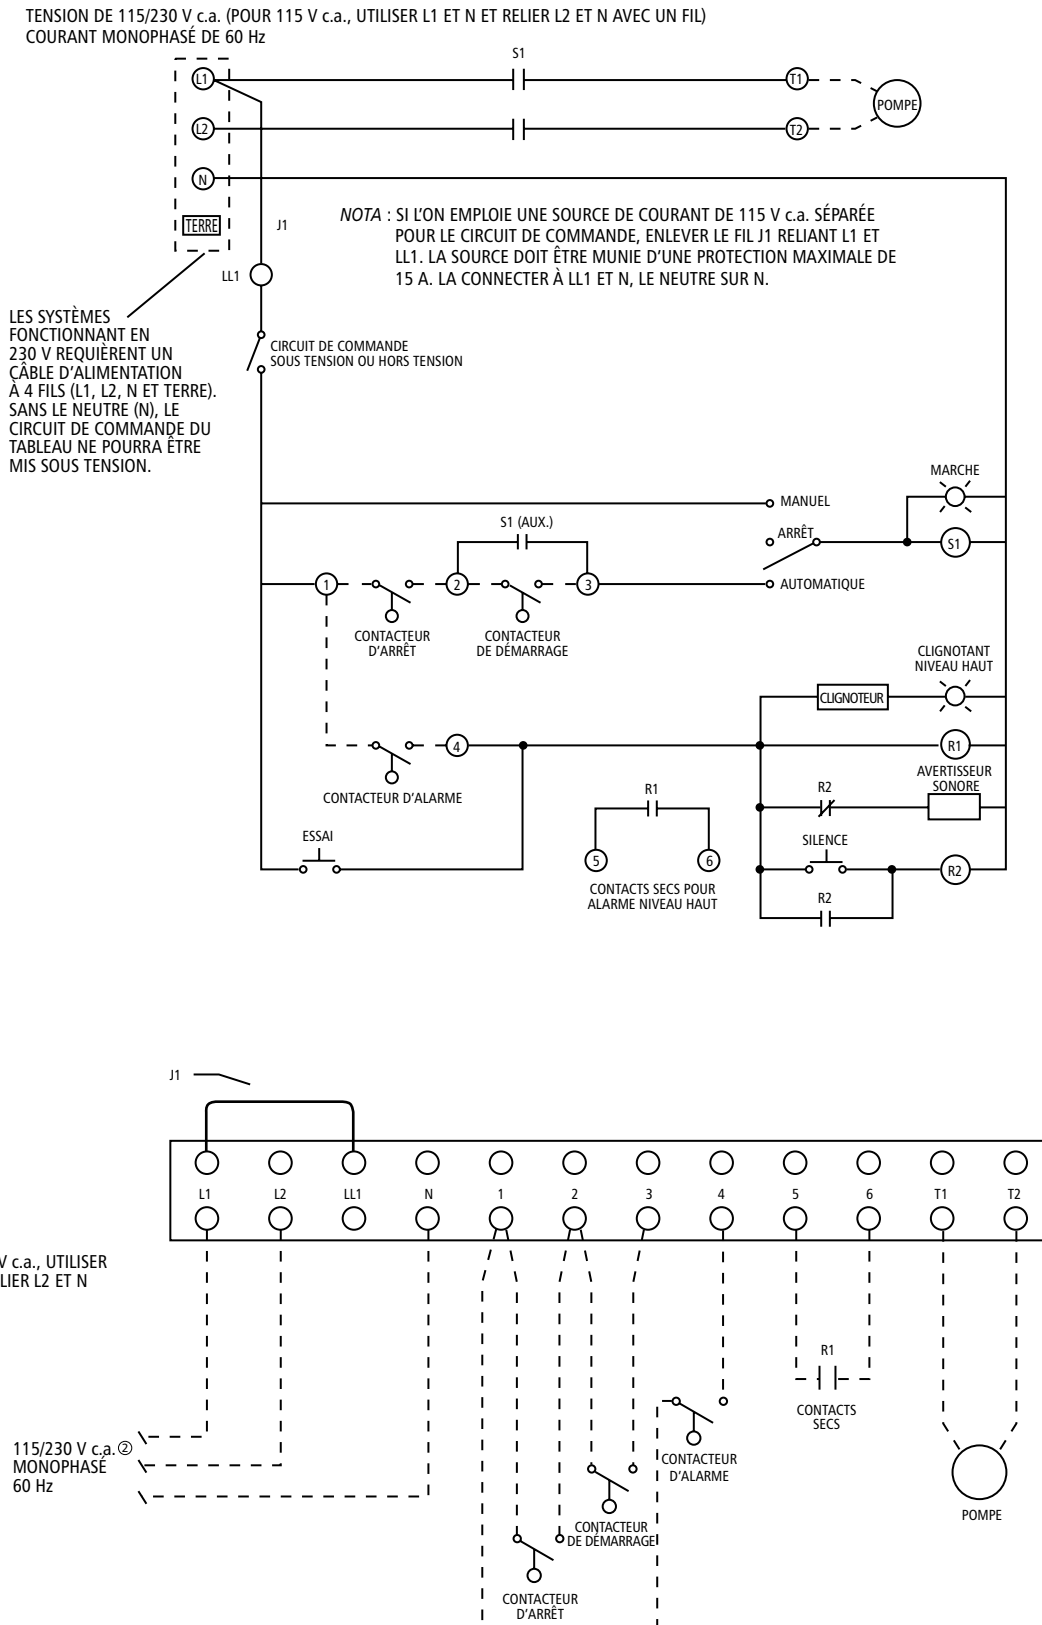 TENSION DE 115/230 V c.a. (POUR 115 V c.a., UTILISER L1 ET N ET RELIER L2 ET N AVEC UN FIL)
COURANT MONOPHASÉ DE 60 Hz
S1
L1
T1
POMPE
L2
T2
N
TERRE
J1
NOTA : SI L'ON EMPLOIE UNE SOURCE DE COURANT DE 115 V c.a. SÉPARÉE
POUR LE CIRCUIT DE COMMANDE, ENLEVER LE FIL J1 RELIANT L1 ET
LL1. LA SOURCE DOIT ÊTRE MUNIE D'UNE PROTECTION MAXIMALE DE
15 A. LA CONNECTER À LL1 ET N, LE NEUTRE SUR N.
LL1
LES SYSTÈMES
FONCTIONNANT EN
230 V REQUIÈRENT UN
CÂBLE D'ALIMENTATION
À 4 FILS (L1, L2, N ET TERRE).
SANS LE NEUTRE (N), LE
CIRCUIT DE COMMANDE DU
TABLEAU NE POURRA ÊTRE
MIS SOUS TENSION.
CIRCUIT DE COMMANDE
SOUS TENSION OU HORS TENSION
MARCHE
MANUEL
S1 (AUX.)
ARRÊT
S1
1
2
3
AUTOMATIQUE
CONTACTEUR
D'ARRÊT
CONTACTEUR
DE DÉMARRAGE
CLIGNOTANT
NIVEAU HAUT
CLIGNOTEUR
4
R1
CONTACTEUR D'ALARME
AVERTISSEUR
SONORE
R1
R2
ESSAI
SILENCE
5
6
R2
CONTACTS SECS POUR
ALARME NIVEAU HAUT
R2
J1
L1
L2
LL1
N
1
2
3
4
5
6
T1
T2
V c.a., UTILISER
LIER L2 ET N
R1
CONTACTS
SECS
115/230 V c.a.②
MONOPHASÉ
60 Hz
CONTACTEUR
D'ALARME
POMPE
CONTACTEUR
DE DÉMARRAGE
CONTACTEUR
D'ARRÊT